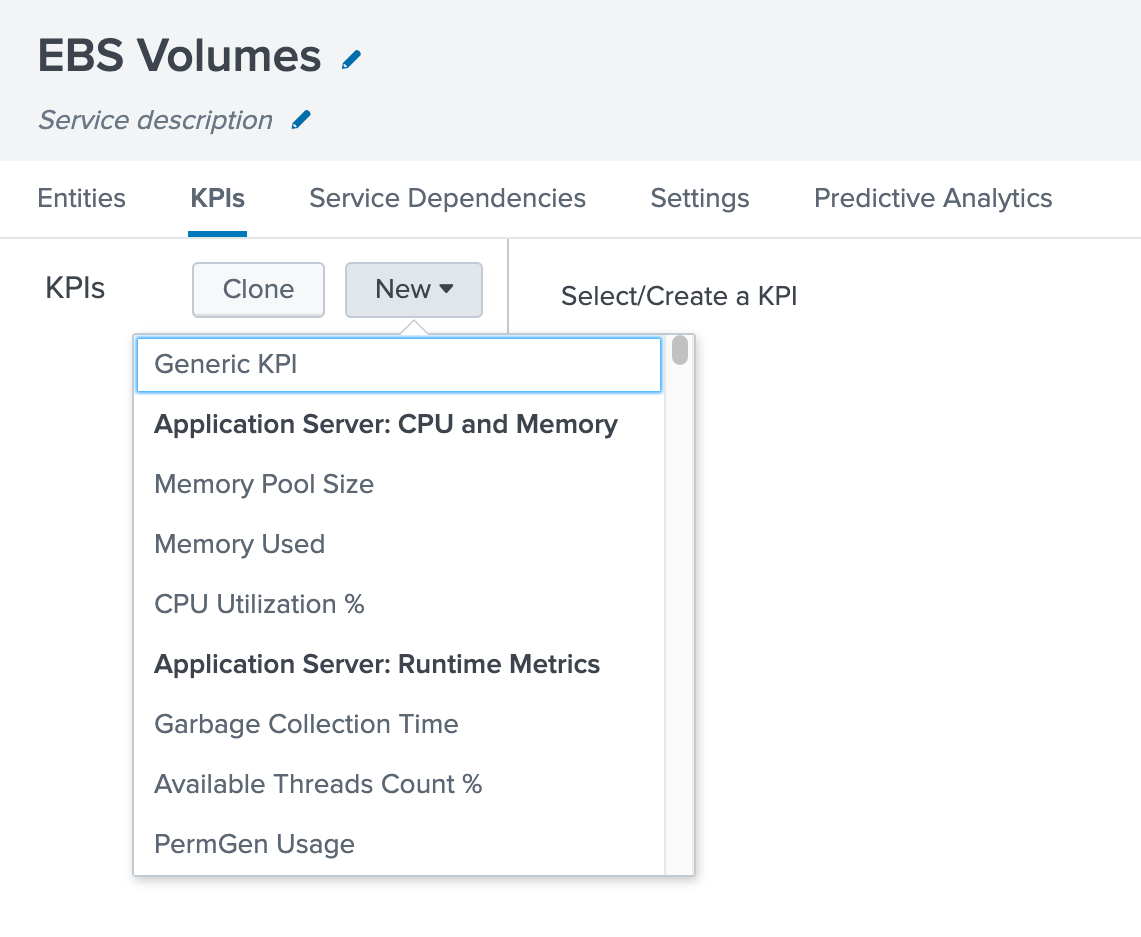 EBS Volumes
Service description
Entities KPIs Service Dependencies Settings Predictive Analytics
KPIs Clone New Select/Create a KPI
Generic KPI
Application Server: CPU and Memory
Memory Pool Size
Memory Used
CPU Utilization %
Application Server: Runtime Metrics
Garbage Collection Time
Available Threads Count %
PermGen Usage